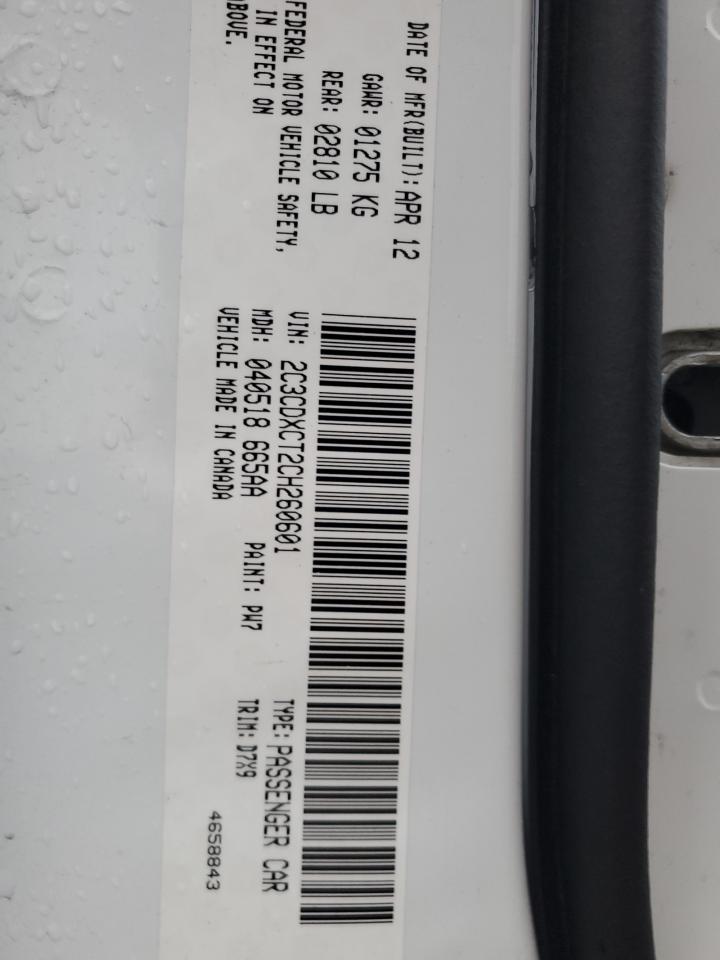 DATE OF MFR(BUILT): APR 12
GAWR: 01275 KG
REAR: 02810 LB
FEDERAL MOTOR VEHICLE SAFETY,
IN EFFECT ON
ABOVE.
VIN: 2C3CDXCT2CH260601
MDH: 040518 665AA PAINT: PW7
VEHICLE MADE IN CANADA
TYPE: PASSENGER CAR
TRIM: D7X9
4658843